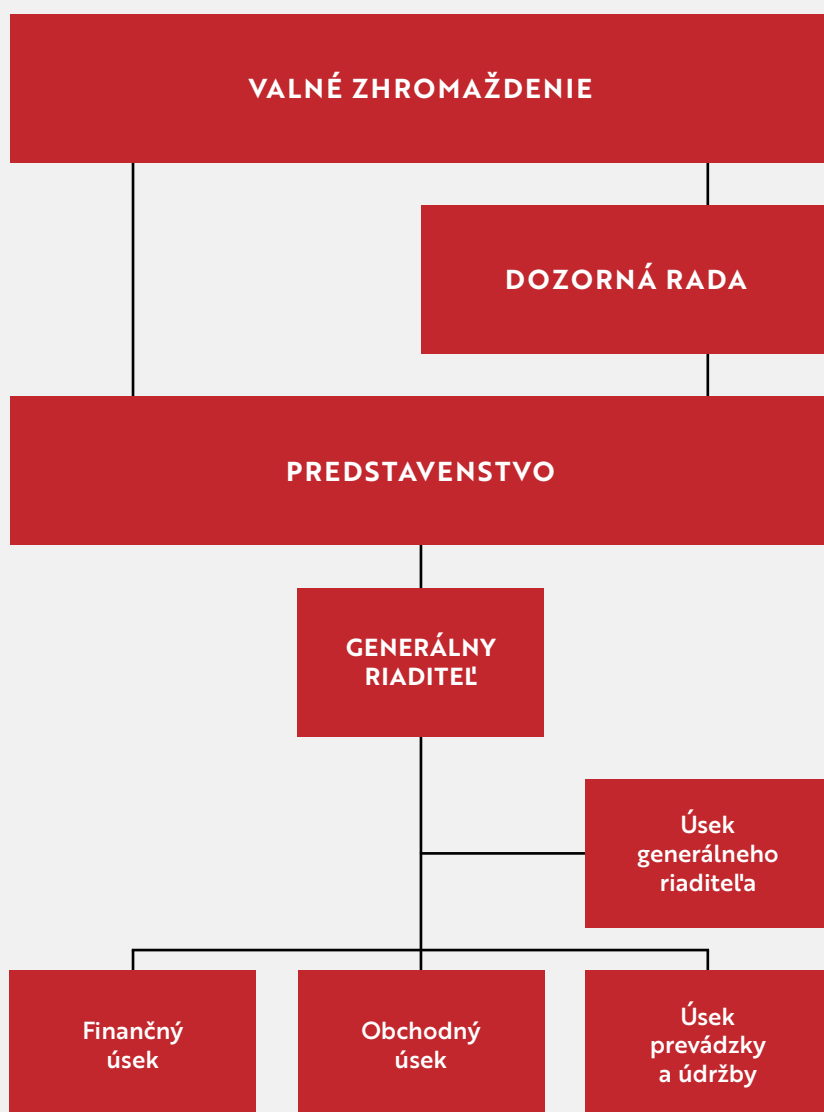 VALNÉ ZHROMAŽDENIE
DOZORNÁ RADA
PREDSTAVENSTVO
GENERÁLNY
RIADITEĽ
Úsek
generálneho
riaditeľa
Finančný
úsek
Obchodný
úsek
Úsek
prevádzky
a údržby